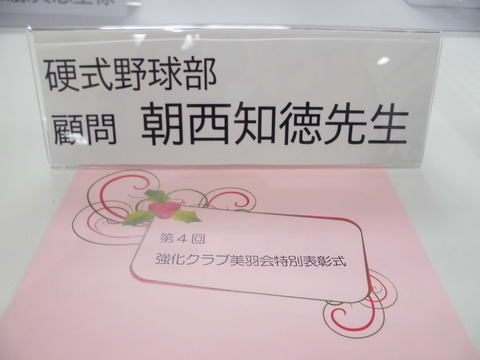 硬式野球部
顧問 朝西知徳先生
第4回
強化クラブ美羽会特別表彰式